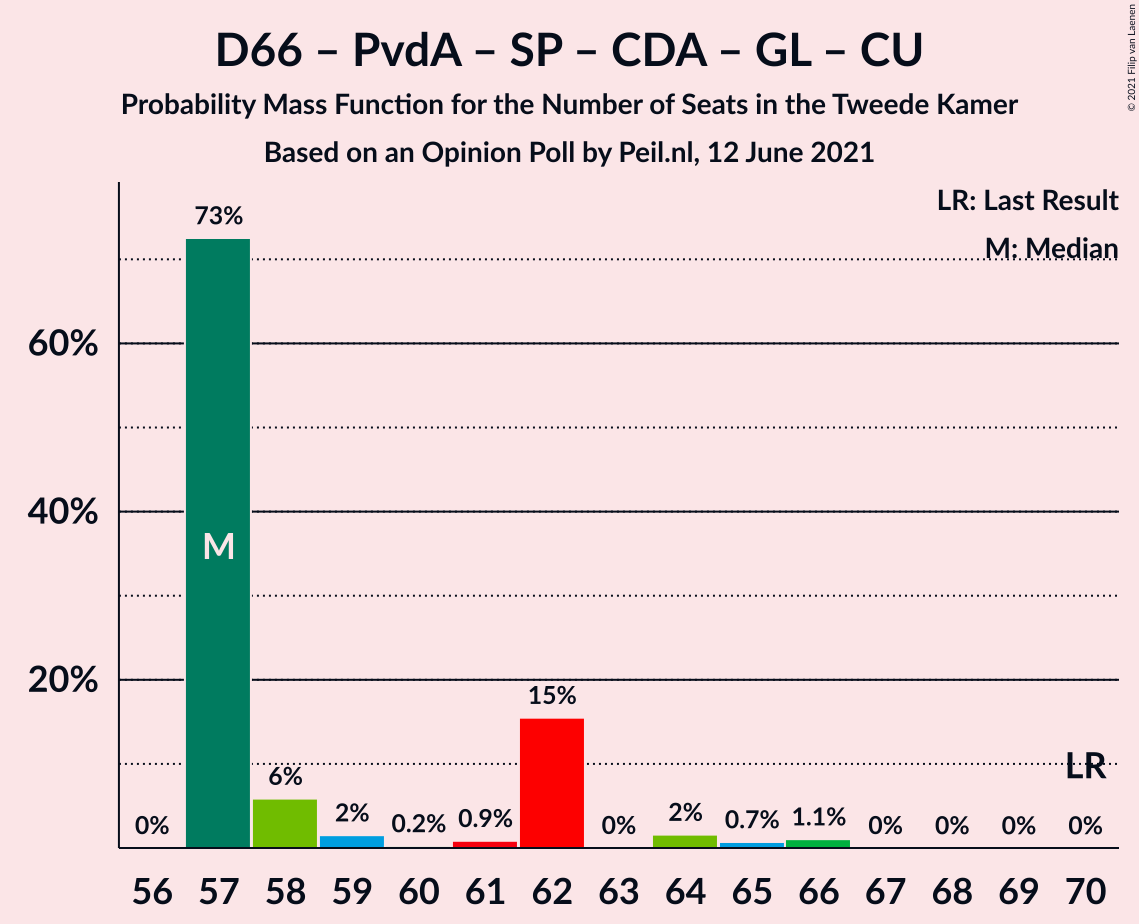 D66 – PvdA – SP – CDA – GL – CU
Probability Mass Function for the Number of Seats in the Tweede Kamer
Based on an Opinion Poll by Peil.nl, 12 June 2021
© 2021 Filip van Laenen
LR: Last Result
M: Median
60%
40%
20%
0%
73%
M
6%
2%
0.2%
0.9%
15%
0%
2%
0.7%
1.1%
0%
0%
0%
0%
LR
56 57 58 59 60 61 62 63 64 65 66 67 68 69 70